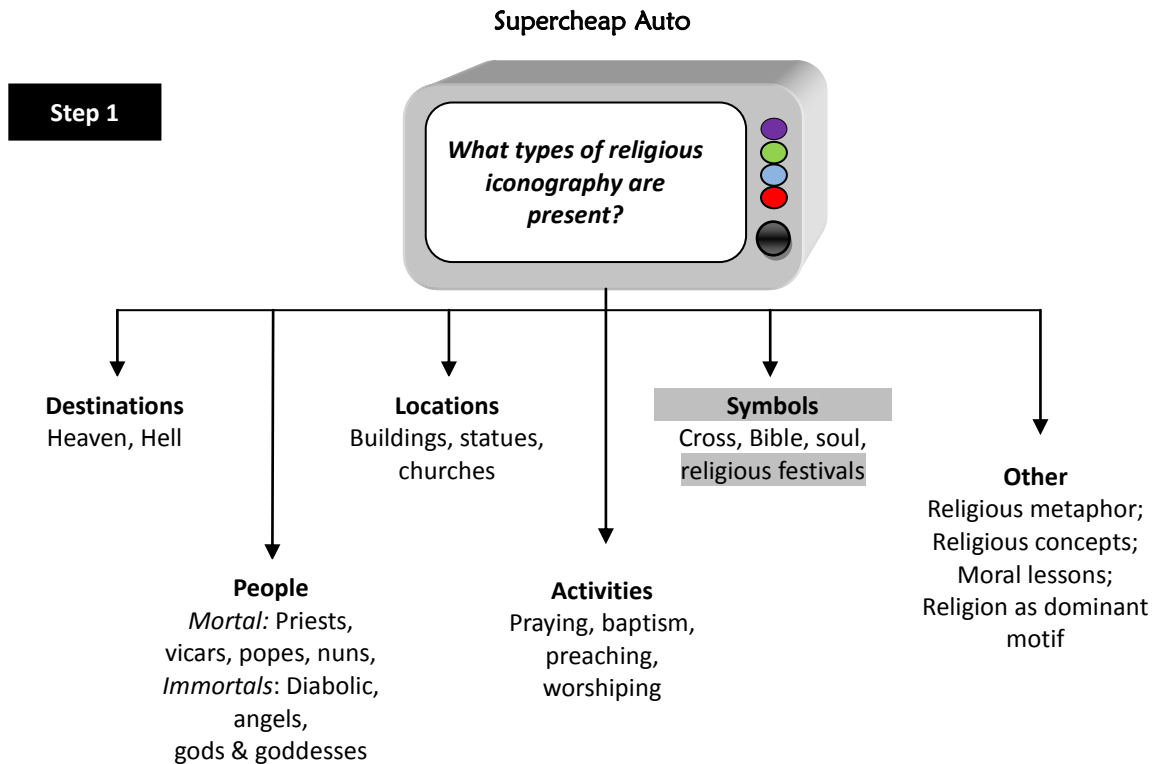 Supercheap Auto
Step 1
What types of religious
iconography are
present?
Destinations
Heaven, Hell
Locations
Buildings, statues,
churches
Symbols
Cross, Bible, soul,
religious festivals
Other
Religious metaphor;
Religious concepts;
Moral lessons;
Religion as dominant
motif
People
Mortal: Priests,
vicars, popes, nuns,
Immortals: Diabolic,
angels,
gods & goddesses
Activities
Praying, baptism,
preaching,
worshiping